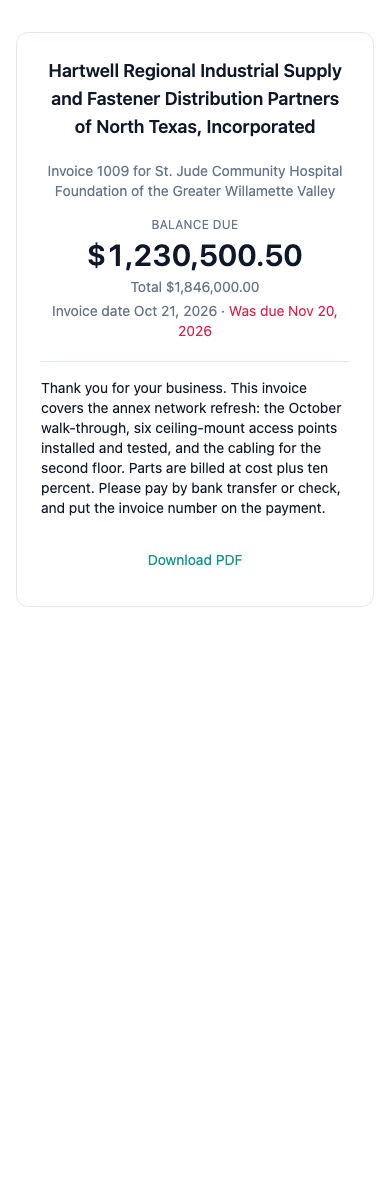 Hartwell Regional Industrial Supply
and Fastener Distribution Partners
of North Texas, Incorporated
Invoice 1009 for St. Jude Community Hospital
Foundation of the Greater Willamette Valley
BALANCE DUE
$1,230,500.50
Total $1,846,000.00
Invoice date Oct 21, 2026 · Was due Nov 20,
2026
Thank you for your business. This invoice
covers the annex network refresh: the October
walk-through, six ceiling-mount access points
installed and tested, and the cabling for the
second floor. Parts are billed at cost plus ten
percent. Please pay by bank transfer or check,
and put the invoice number on the payment.
Download PDF